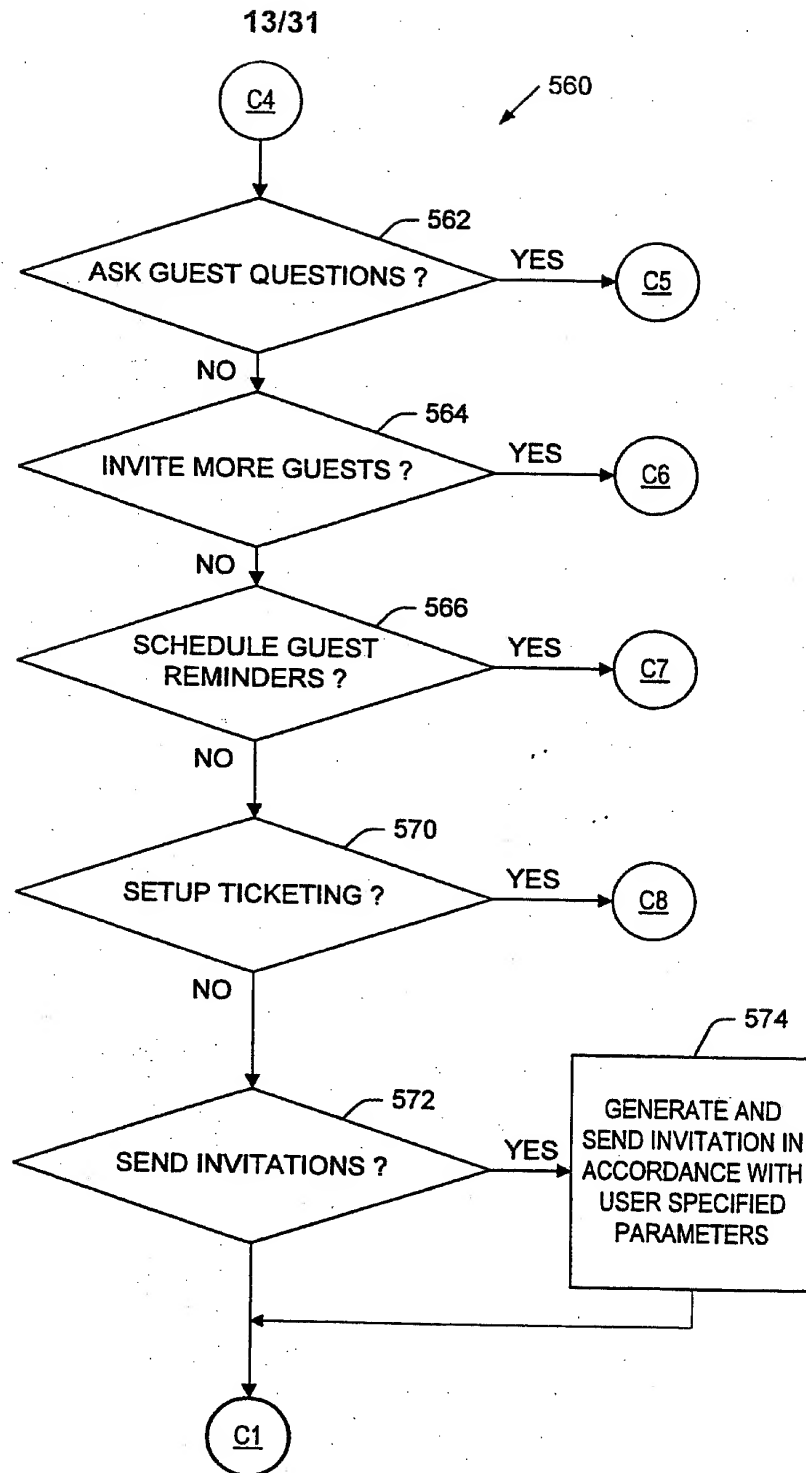 13/31
C4
560
562
ASK GUEST QUESTIONS ?
YES
C5
NO
564
INVITE MORE GUESTS ?
YES
C6
NO
566
SCHEDULE GUEST
REMINDERS ?
YES
C7
NO
570
SETUP TICKETING ?
YES
C8
NO
574
572
SEND INVITATIONS ?
YES
GENERATE AND
SEND INVITATION IN
ACCORDANCE WITH
USER SPECIFIED
PARAMETERS
C1